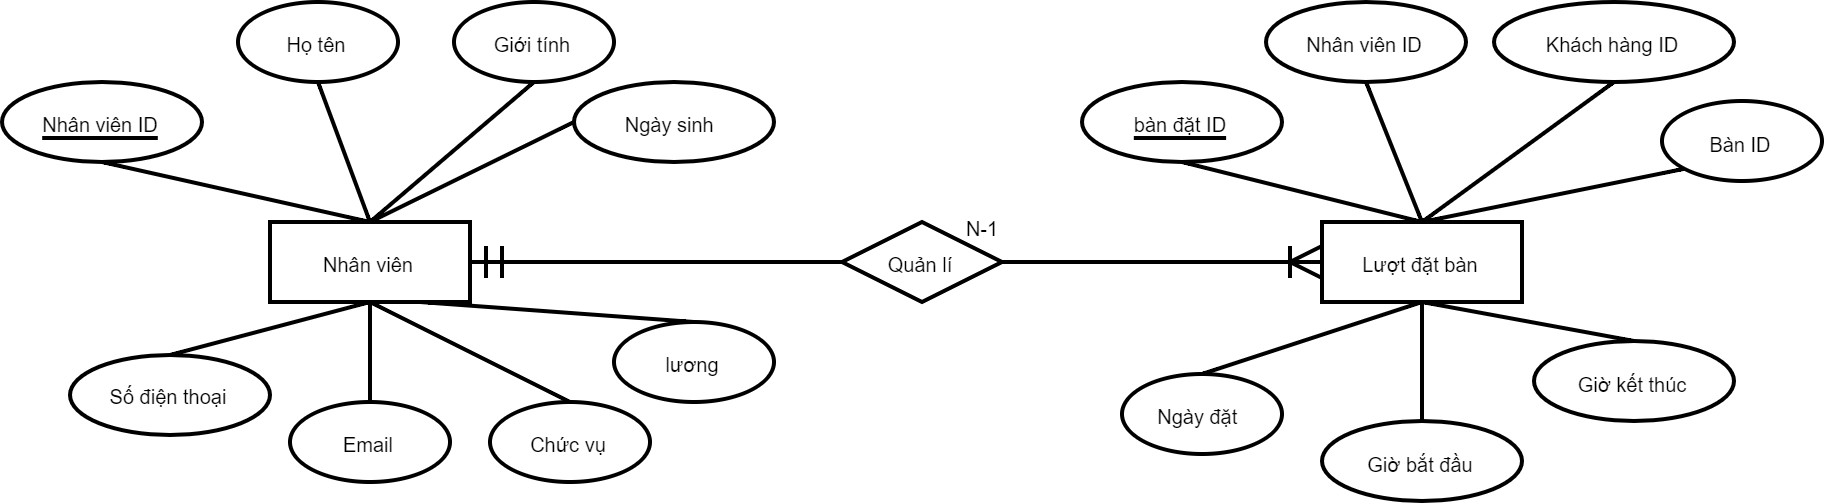 Họ tên
Giới tính
Nhân viên ID
Ngày sinh
Nhân viên
Số điện thoại
Email
Chức vụ
lương
N-1
Quản lí
Nhân viên ID
Khách hàng ID
bàn đặt ID
Bàn ID
Lượt đặt bàn
Ngày đặt
Giờ bắt đầu
Giờ kết thúc